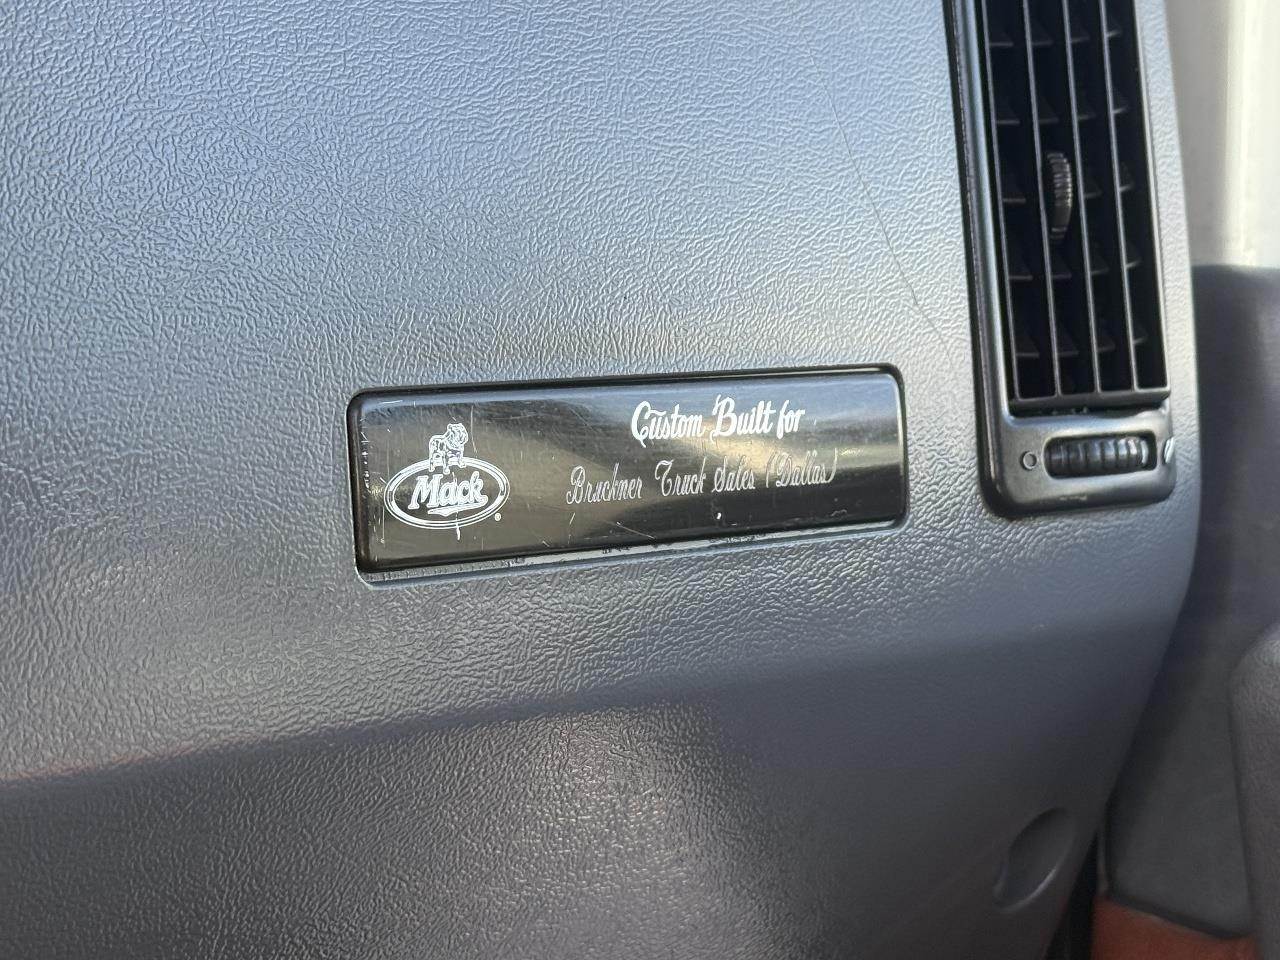 Custom Built for
Mack
Bruckner Truck Sales (Dallas)